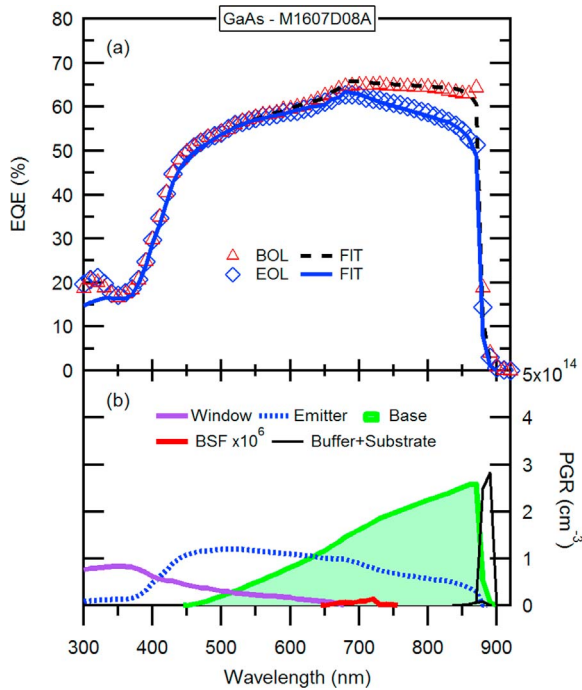 GaAs - M1607D08A
(a)
80
70
60
50
40
30
20
10
0
EQE (%)
BOL FIT
EOL FIT
5x10^14
(b)
Window Emitter Base
BSF x10^6 Buffer+Substrate
4
3
2
1
0
PGR (cm^-3)
300 400 500 600 700 800 900
Wavelength (nm)